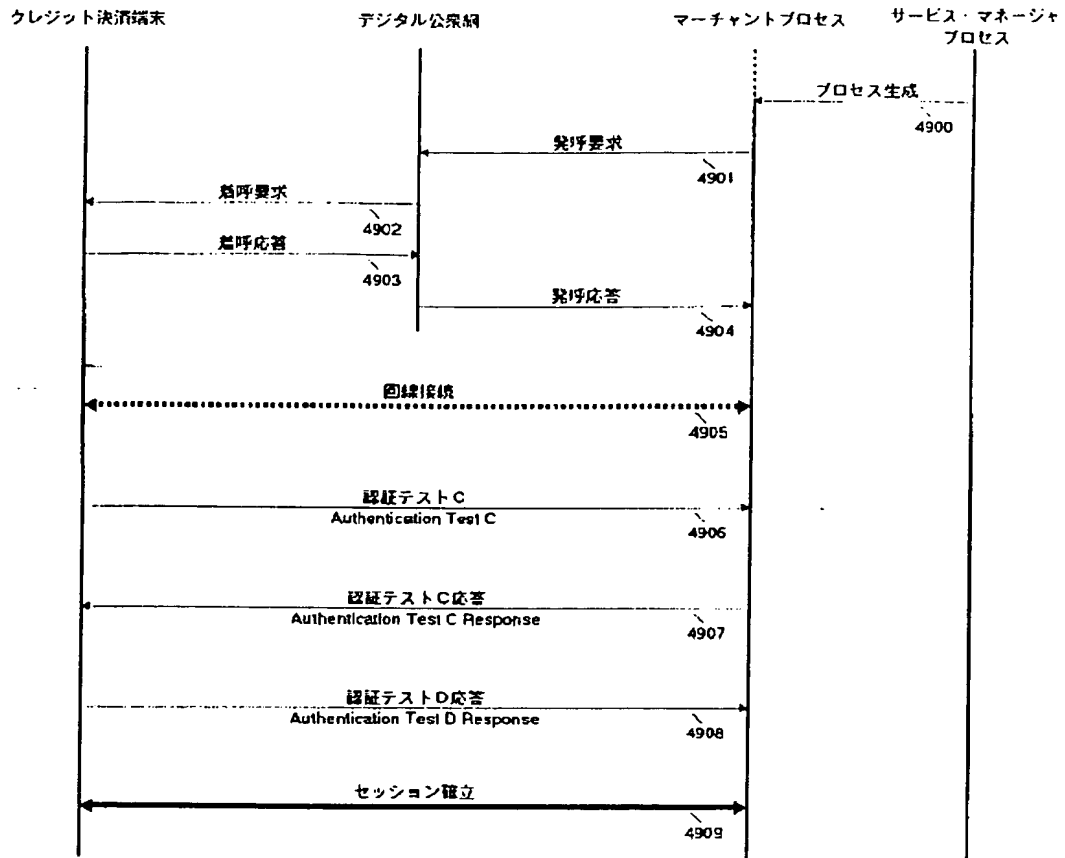 クレジット決済端末
デジタル公衆網
マーチャントプロセス
サービス・マネージャ
プロセス
プロセス生成
4900
発呼要求
4901
着呼要求
4902
着呼応答
4903
発呼応答
4904
回線接続
4905
認証テストC
Authentication Test C
4906
認証テストC応答
Authentication Test C Response
4907
認証テストD応答
Authentication Test D Response
4908
セッション確立
4909